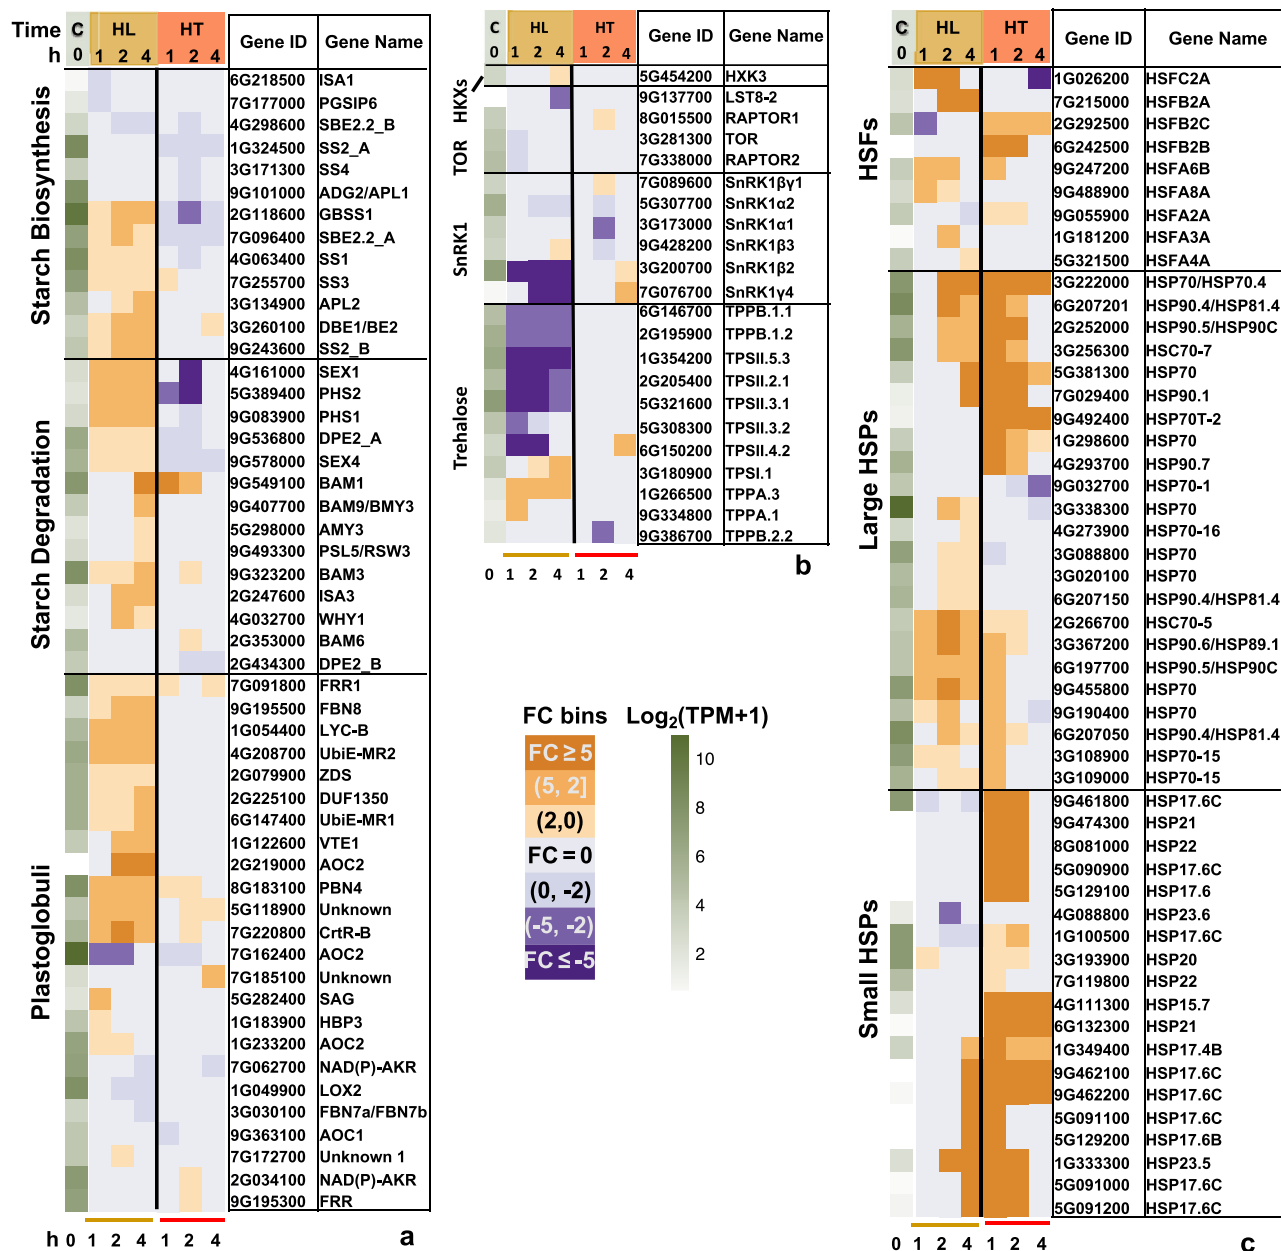 Time C HL HT Gene ID Gene Name
h 0 1 2 4 1 2 4
Starch Biosynthesis
6G218500 ISA1
7G177000 PGSIP6
4G298600 SBE2.2_B
1G324500 SS2_A
3G171300 SS4
9G101000 ADG2/APL1
2G118600 GBSS1
7G096400 SBE2.2_A
4G063400 SS1
7G255700 SS3
3G134900 APL2
3G260100 DBE1/BE2
9G243600 SS2_B
Starch Degradation
4G161000 SEX1
5G389400 PHS2
9G083900 PHS1
9G536800 DPE2_A
9G578000 SEX4
9G549100 BAM1
9G407700 BAM9/BMY3
5G298000 AMY3
9G493300 PSL5/RSW3
9G323200 BAM3
2G247600 ISA3
4G032700 WHY1
2G353000 BAM6
2G434300 DPE2_B
Plastoglobuli
7G091800 FRR1
9G195500 FBN8
1G054400 LYC-B
4G208700 UbiE-MR2
2G079900 ZDS
2G225100 DUF1350
6G147400 UbiE-MR1
1G122600 VTE1
2G219000 AOC2
8G183100 PBN4
5G118900 Unknown
7G220800 CrtR-B
7G162400 AOC2
7G185100 Unknown
5G282400 SAG
1G183900 HBP3
1G233200 AOC2
7G062700 NAD(P)-AKR
1G049900 LOX2
3G030100 FBN7a/FBN7b
9G363100 AOC1
7G172700 Unknown 1
2G034100 NAD(P)-AKR
9G195300 FRR
h 0 1 2 4 1 2 4
a
C HL HT Gene ID Gene Name
0 1 2 4 1 2 4
HKXs
5G454200 HXK3
TOR
9G137700 LST8-2
8G015500 RAPTOR1
3G281300 TOR
7G338000 RAPTOR2
SnRK1
7G089600 SnRK1βγ1
5G307700 SnRK1α2
3G173000 SnRK1α1
9G428200 SnRK1β3
3G200700 SnRK1β2
7G076700 SnRK1γ4
Trehalose
6G146700 TPPB.1.1
2G195900 TPPB.1.2
1G354200 TPSII.5.3
2G205400 TPSII.2.1
5G321600 TPSII.3.1
5G308300 TPSII.3.2
6G150200 TPSII.4.2
3G180900 TPSI.1
1G266500 TPPA.3
9G334800 TPPA.1
9G386700 TPPB.2.2
0 1 2 4 1 2 4
b
FC bins
FC ≥ 5
(5, 2]
(2,0)
FC = 0
(0, -2)
(-5, -2)
FC ≤ -5
Log₂(TPM+1)
10
8
6
4
2
C HL HT Gene ID Gene Name
0 1 2 4 1 2 4
HSFs
1G026200 HSFC2A
7G215000 HSFB2A
2G292500 HSFB2C
6G242500 HSFB2B
9G247200 HSFA6B
9G488900 HSFA8A
9G055900 HSFA2A
1G181200 HSFA3A
5G321500 HSFA4A
Large HSPs
3G222000 HSP70/HSP70.4
6G207201 HSP90.4/HSP81.4
2G252000 HSP90.5/HSP90C
3G256300 HSC70-7
5G381300 HSP70
7G029400 HSP90.1
9G492400 HSP70T-2
1G298600 HSP70
4G293700 HSP90.7
9G032700 HSP70-1
3G338300 HSP70
4G273900 HSP70-16
3G088800 HSP70
3G020100 HSP70
6G207150 HSP90.4/HSP81.4
2G266700 HSC70-5
3G367200 HSP90.6/HSP89.1
6G197700 HSP90.5/HSP90C
9G455800 HSP70
9G190400 HSP70
6G207050 HSP90.4/HSP81.4
3G108900 HSP70-15
3G109000 HSP70-15
Small HSPs
9G461800 HSP17.6C
9G474300 HSP21
8G081000 HSP22
5G090900 HSP17.6C
5G129100 HSP17.6
4G088800 HSP23.6
1G100500 HSP17.6C
3G193900 HSP20
7G119800 HSP22
4G111300 HSP15.7
6G132300 HSP21
1G349400 HSP17.4B
9G462100 HSP17.6C
9G462200 HSP17.6C
5G091100 HSP17.6C
5G129200 HSP17.6B
1G333300 HSP23.5
5G091000 HSP17.6C
5G091200 HSP17.6C
0 1 2 4 1 2 4
c